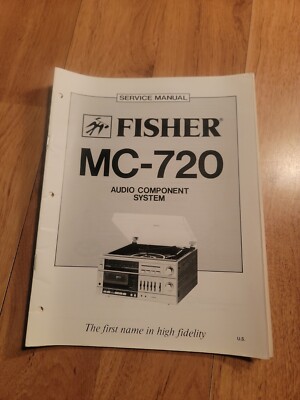 SERVICE MANUAL
FISHER®
MC-720
AUDIO COMPONENT
SYSTEM
The first name in high fidelity
U.S.